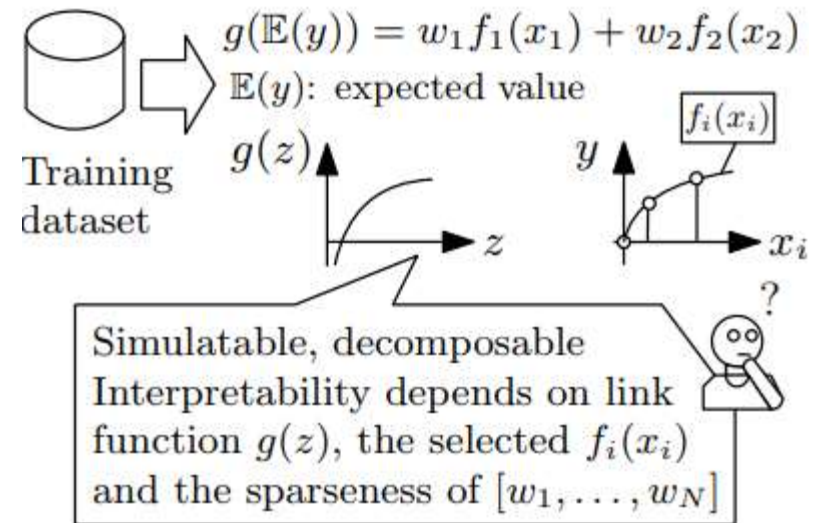 g(𝔼(y)) = w₁f₁(x₁) + w₂f₂(x₂)
𝔼(y): expected value
Training
dataset
g(z)
z
y
fᵢ(xᵢ)
xᵢ
?
Simulatable, decomposable
Interpretability depends on link
function g(z), the selected fᵢ(xᵢ)
and the sparseness of [w₁, . . . , w_N]